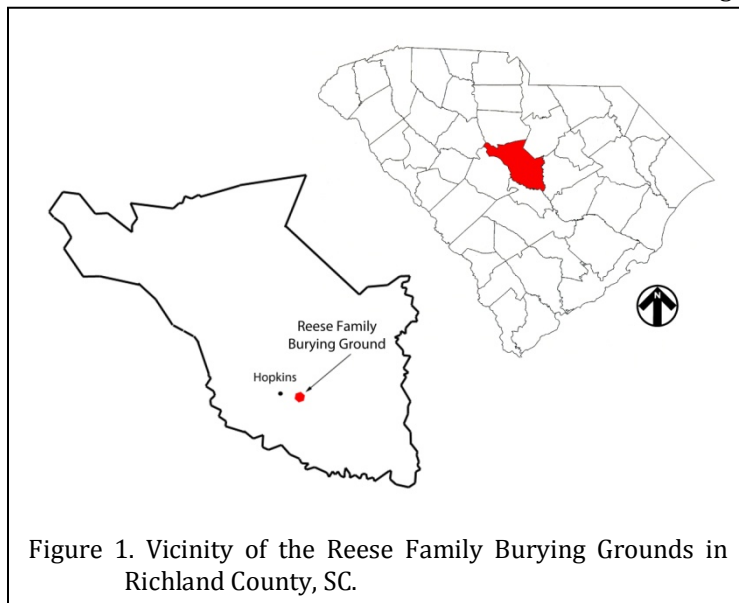 Reese Family
Burying Ground
Hopkins
N
Figure 1. Vicinity of the Reese Family Burying Grounds in
Richland County, SC.